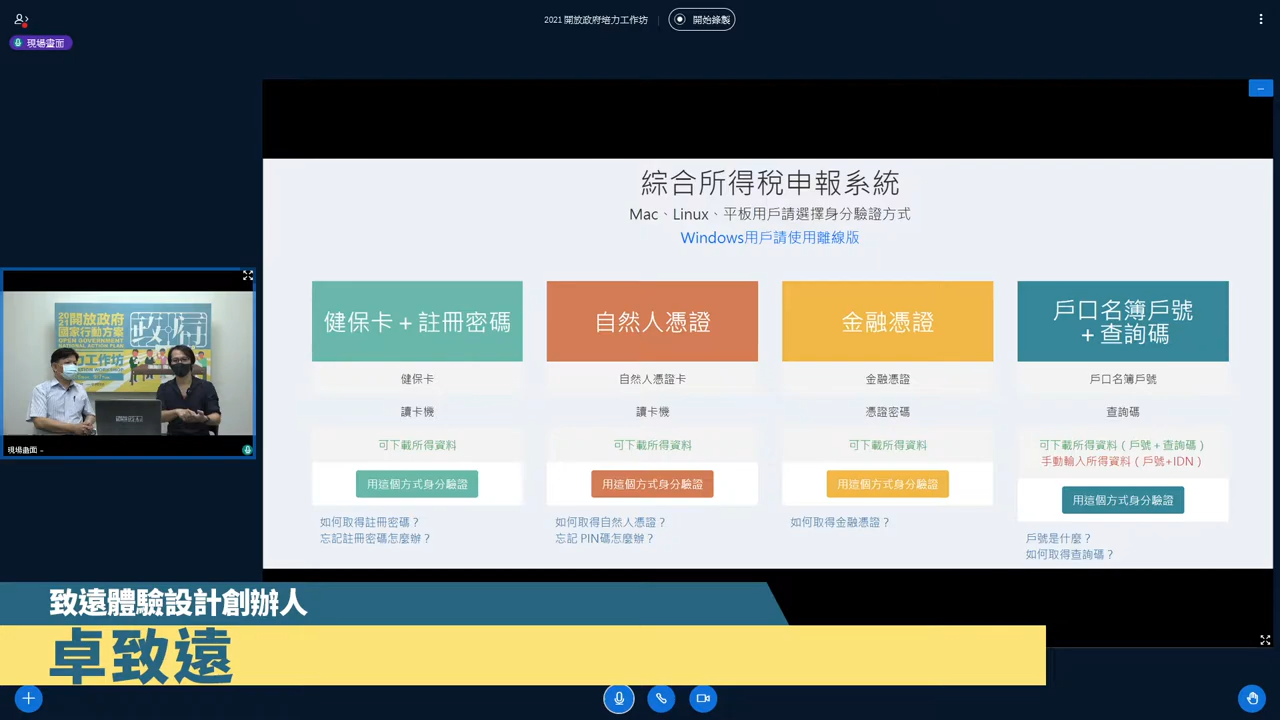 2021 開放政府培力工作坊
開始錄製
現場畫面
綜合所得稅申報系統
Mac、Linux、平板用戶請選擇身分驗證方式
Windows用戶請使用離線版
健保卡＋註冊密碼
健保卡
讀卡機
可下載所得資料
用這個方式身分驗證
如何取得註冊密碼？
忘記註冊密碼怎麼辦？
自然人憑證
自然人憑證卡
讀卡機
可下載所得資料
用這個方式身分驗證
如何取得自然人憑證？
忘記 PIN碼怎麼辦？
金融憑證
金融憑證
憑證密碼
可下載所得資料
用這個方式身分驗證
如何取得金融憑證？
戶口名簿戶號
＋查詢碼
戶口名簿戶號
查詢碼
可下載所得資料（戶號＋查詢碼）
手動輸入所得資料（戶號+IDN）
用這個方式身分驗證
戶號是什麼？
如何取得查詢碼？
2021開放政府
國家行動方案
OPEN GOVERNMENT
NATIONAL ACTION PLAN
力工作坊
現場畫面
致遠體驗設計創辦人
卓致遠